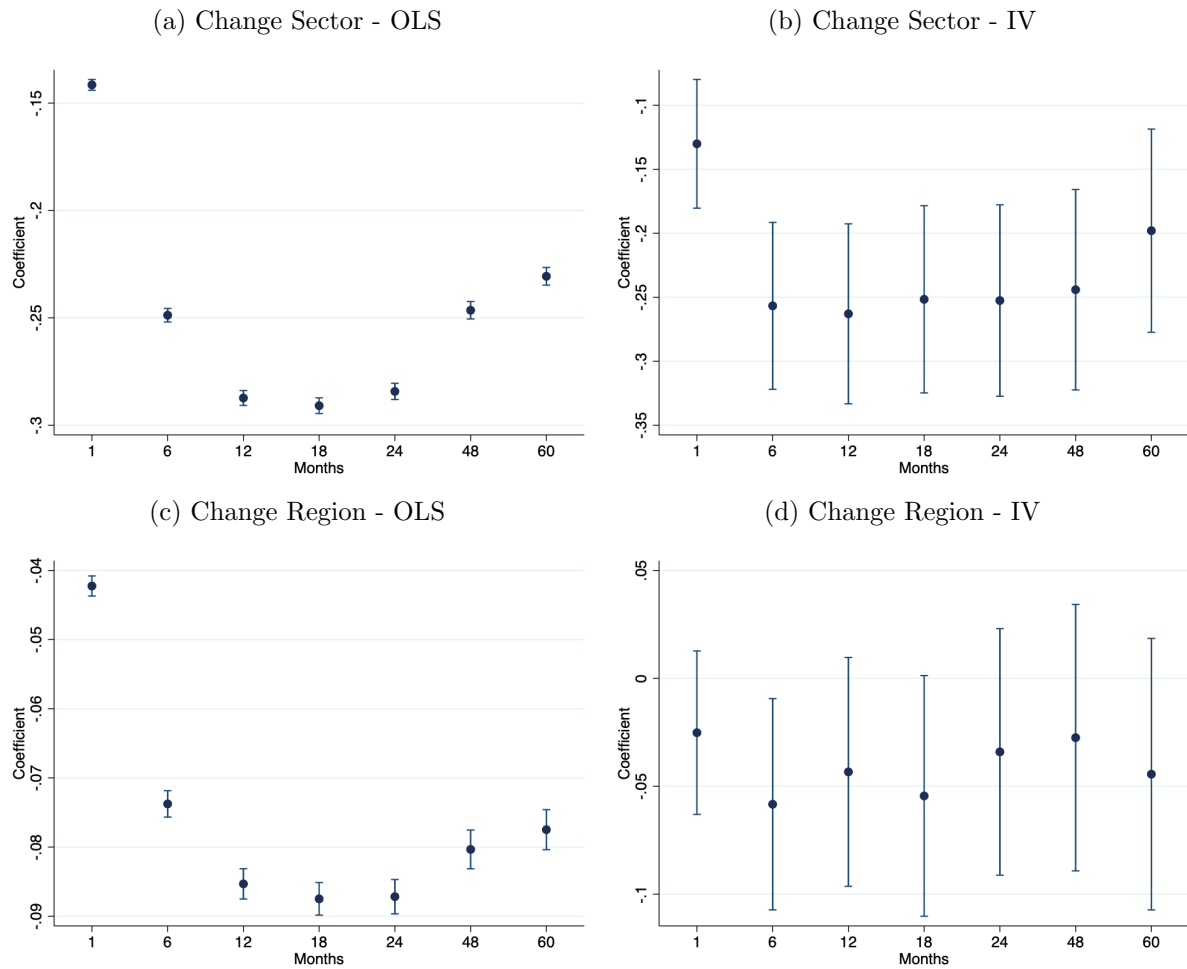 (a) Change Sector - OLS
-.15
-.2
-.25
-.3
Coefficient
1 6 12 18 24 48 60
Months
(b) Change Sector - IV
-.1
-.15
-.2
-.25
-.3
-.35
Coefficient
1 6 12 18 24 48 60
Months
(c) Change Region - OLS
-.04
-.05
-.06
-.07
-.08
-.09
Coefficient
1 6 12 18 24 48 60
Months
(d) Change Region - IV
.05
0
-.05
-.1
Coefficient
1 6 12 18 24 48 60
Months